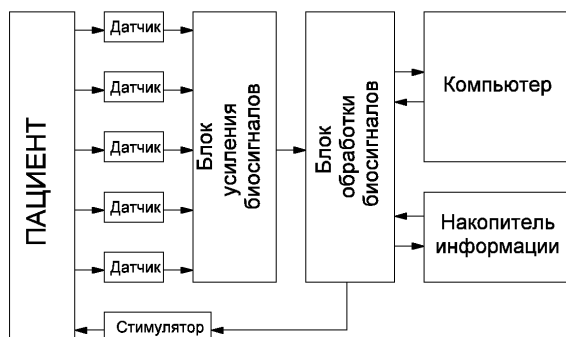 ПАЦИЕНТ
Датчик
Датчик
Датчик
Датчик
Датчик
Стимулятор
Блок
усиления
биосигналов
Блок
обработки
биосигналов
Компьютер
Накопитель
информации